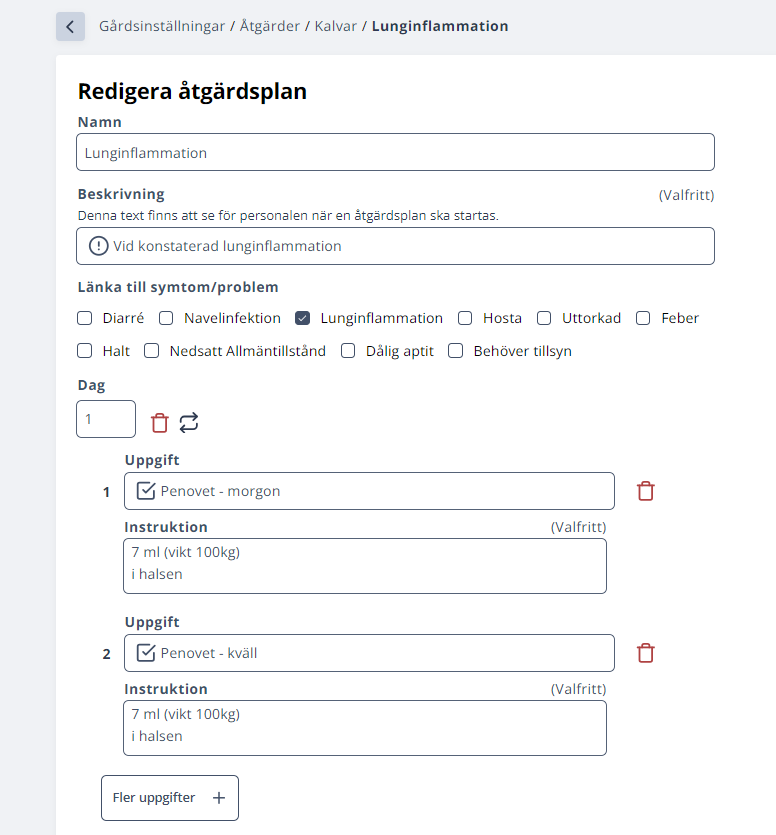 Gårdsinställningar / Åtgärder / Kalvar / Lunginflammation
Redigera åtgärdsplan
Namn
Lunginflammation
Beskrivning (Valfritt)
Denna text finns att se för personalen när en åtgärdsplan ska startas.
Vid konstaterad lunginflammation
Länka till symtom/problem
Diarré Navelinfektion Lunginflammation Hosta Uttorkad Feber
Halt Nedsatt Allmäntillstånd Dålig aptit Behöver tillsyn
Dag
1
Uppgift
1 Penovet - morgon
Instruktion (Valfritt)
7 ml (vikt 100kg)
i halsen
Uppgift
2 Penovet - kväll
Instruktion (Valfritt)
7 ml (vikt 100kg)
i halsen
Fler uppgifter +